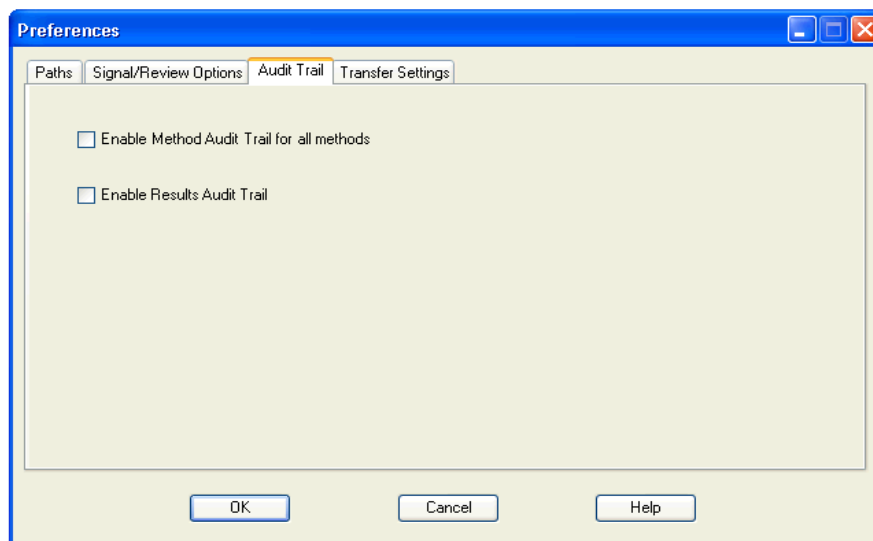 Preferences
Paths Signal/Review Options Audit Trail Transfer Settings
Enable Method Audit Trail for all methods
Enable Results Audit Trail
OK Cancel Help